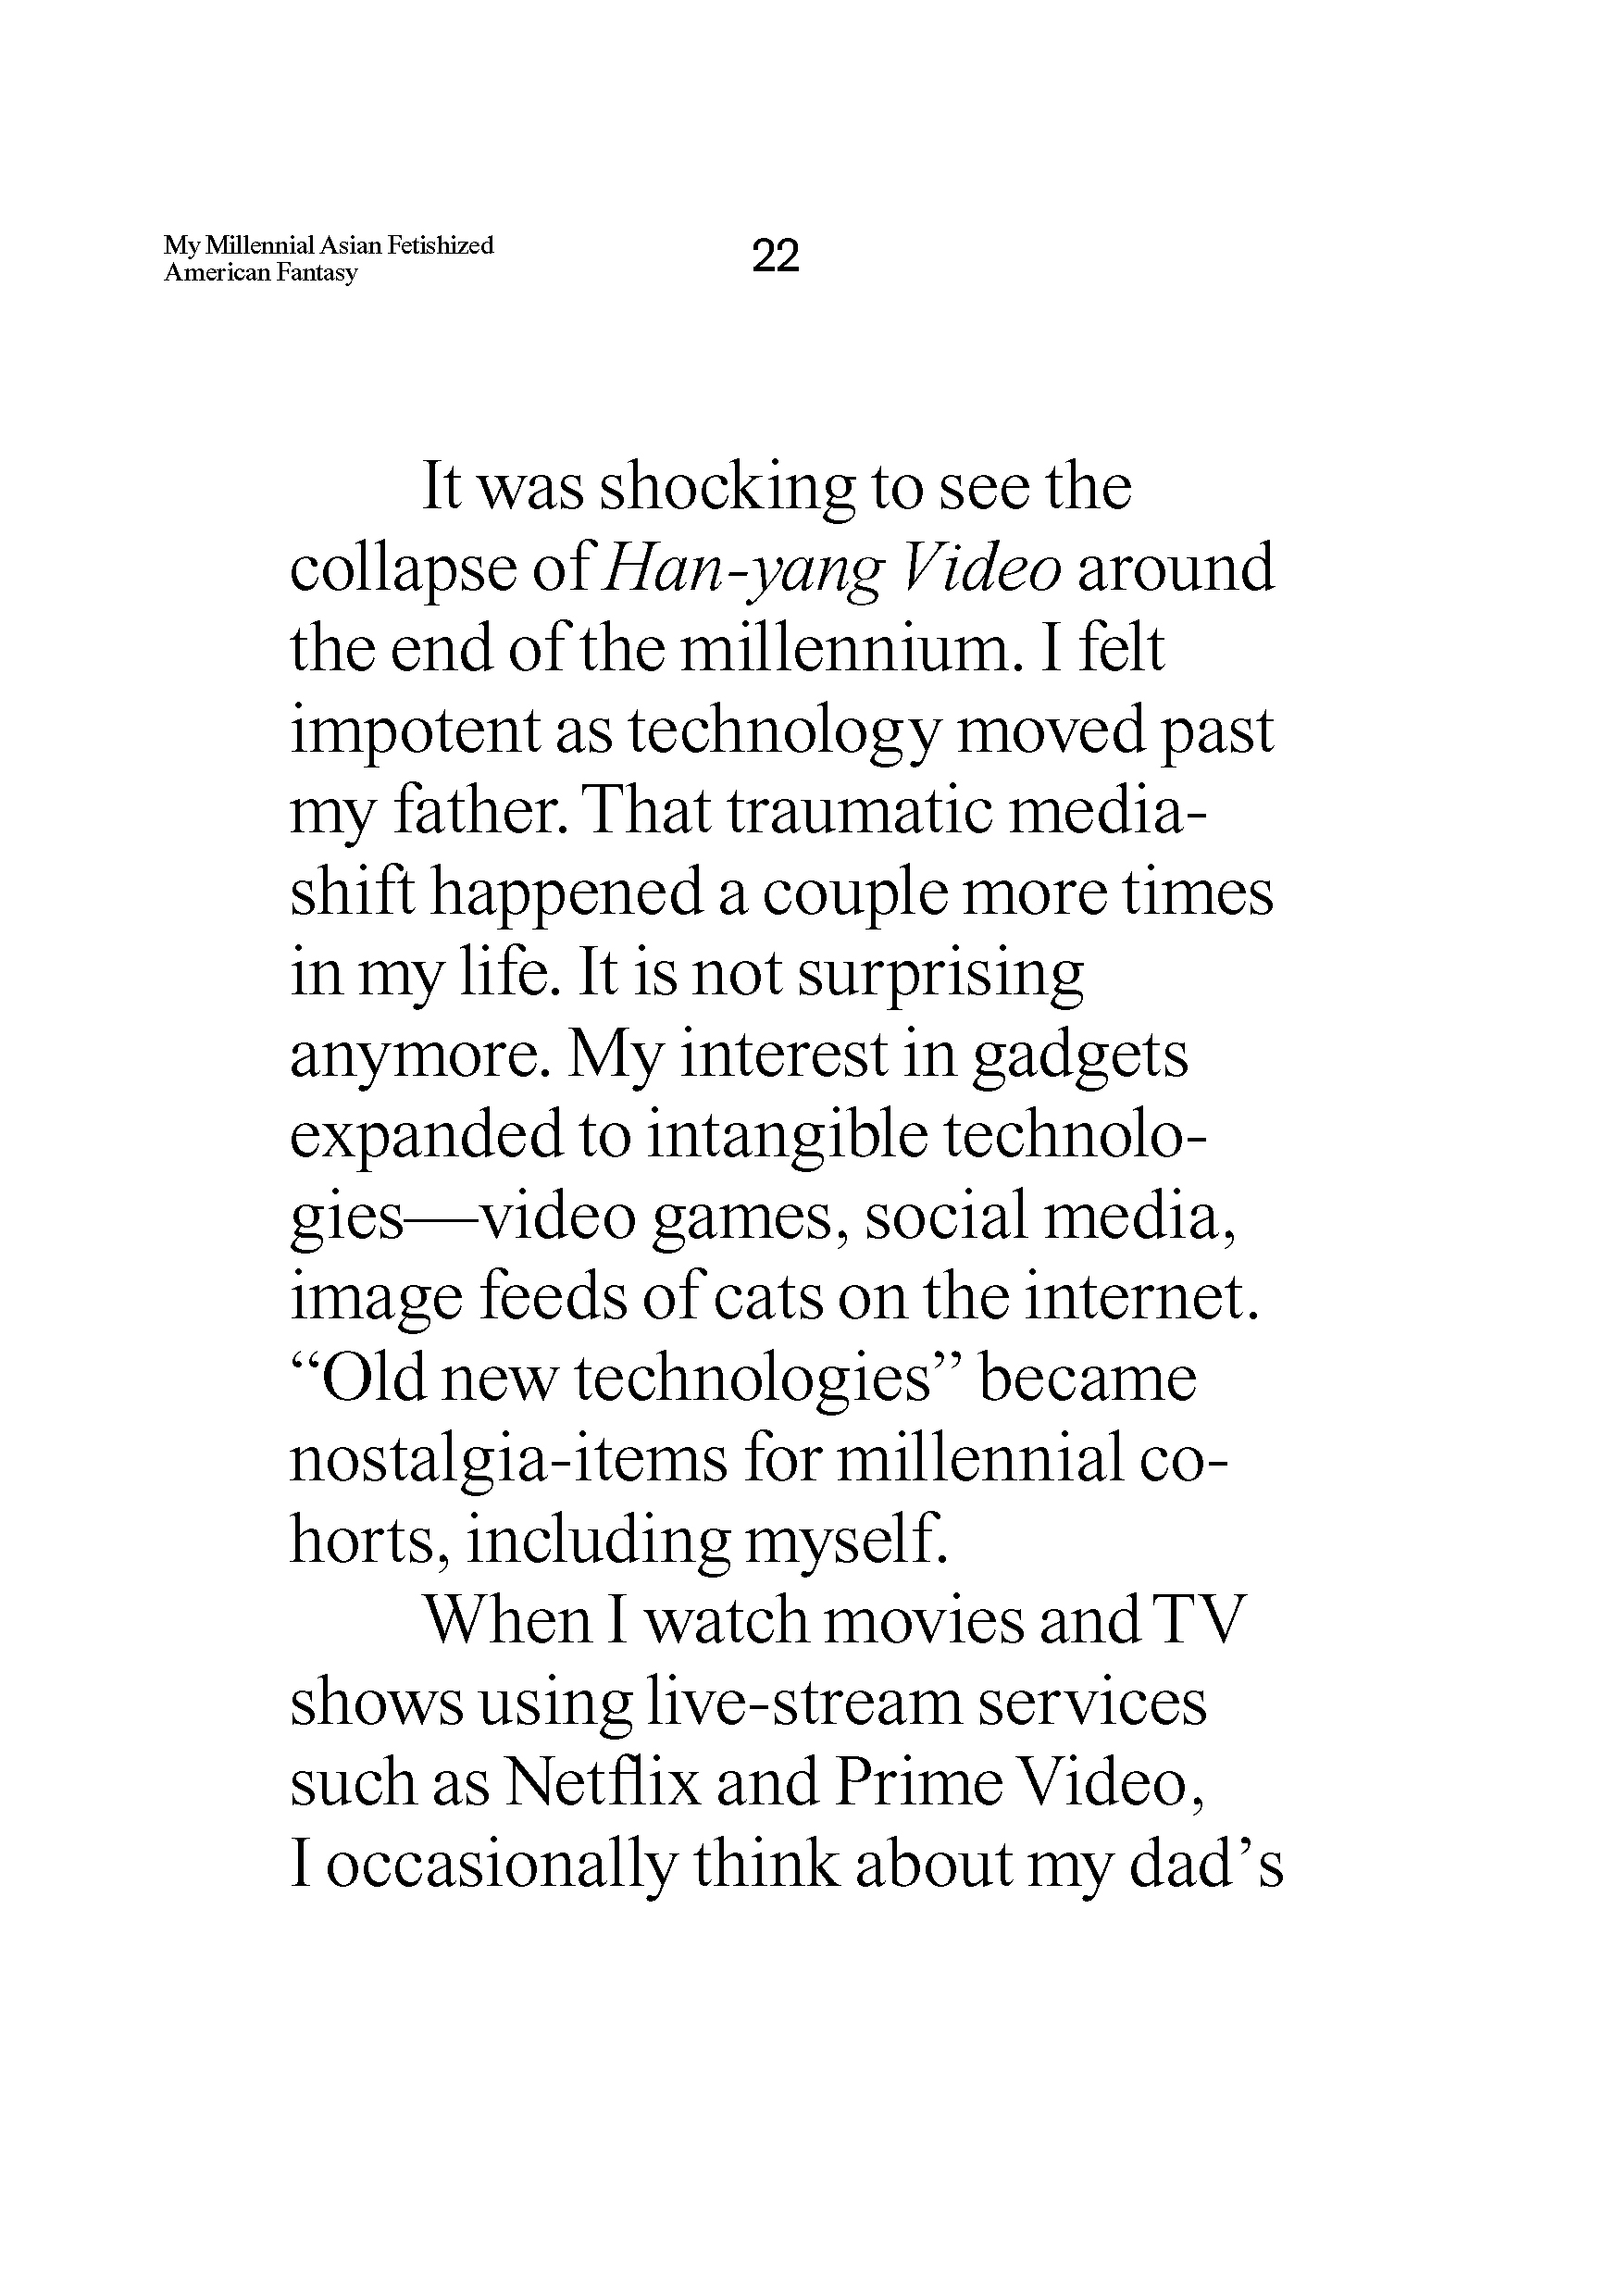 My Millennial Asian Fetishized
American Fantasy
22
It was shocking to see the
collapse of Han-yang Video around
the end of the millennium. I felt
impotent as technology moved past
my father. That traumatic media-
shift happened a couple more times
in my life. It is not surprising
anymore. My interest in gadgets
expanded to intangible technolo-
gies—video games, social media,
image feeds of cats on the internet.
“Old new technologies” became
nostalgia-items for millennial co-
horts, including myself.
When I watch movies and TV
shows using live-stream services
such as Netflix and Prime Video,
I occasionally think about my dad’s